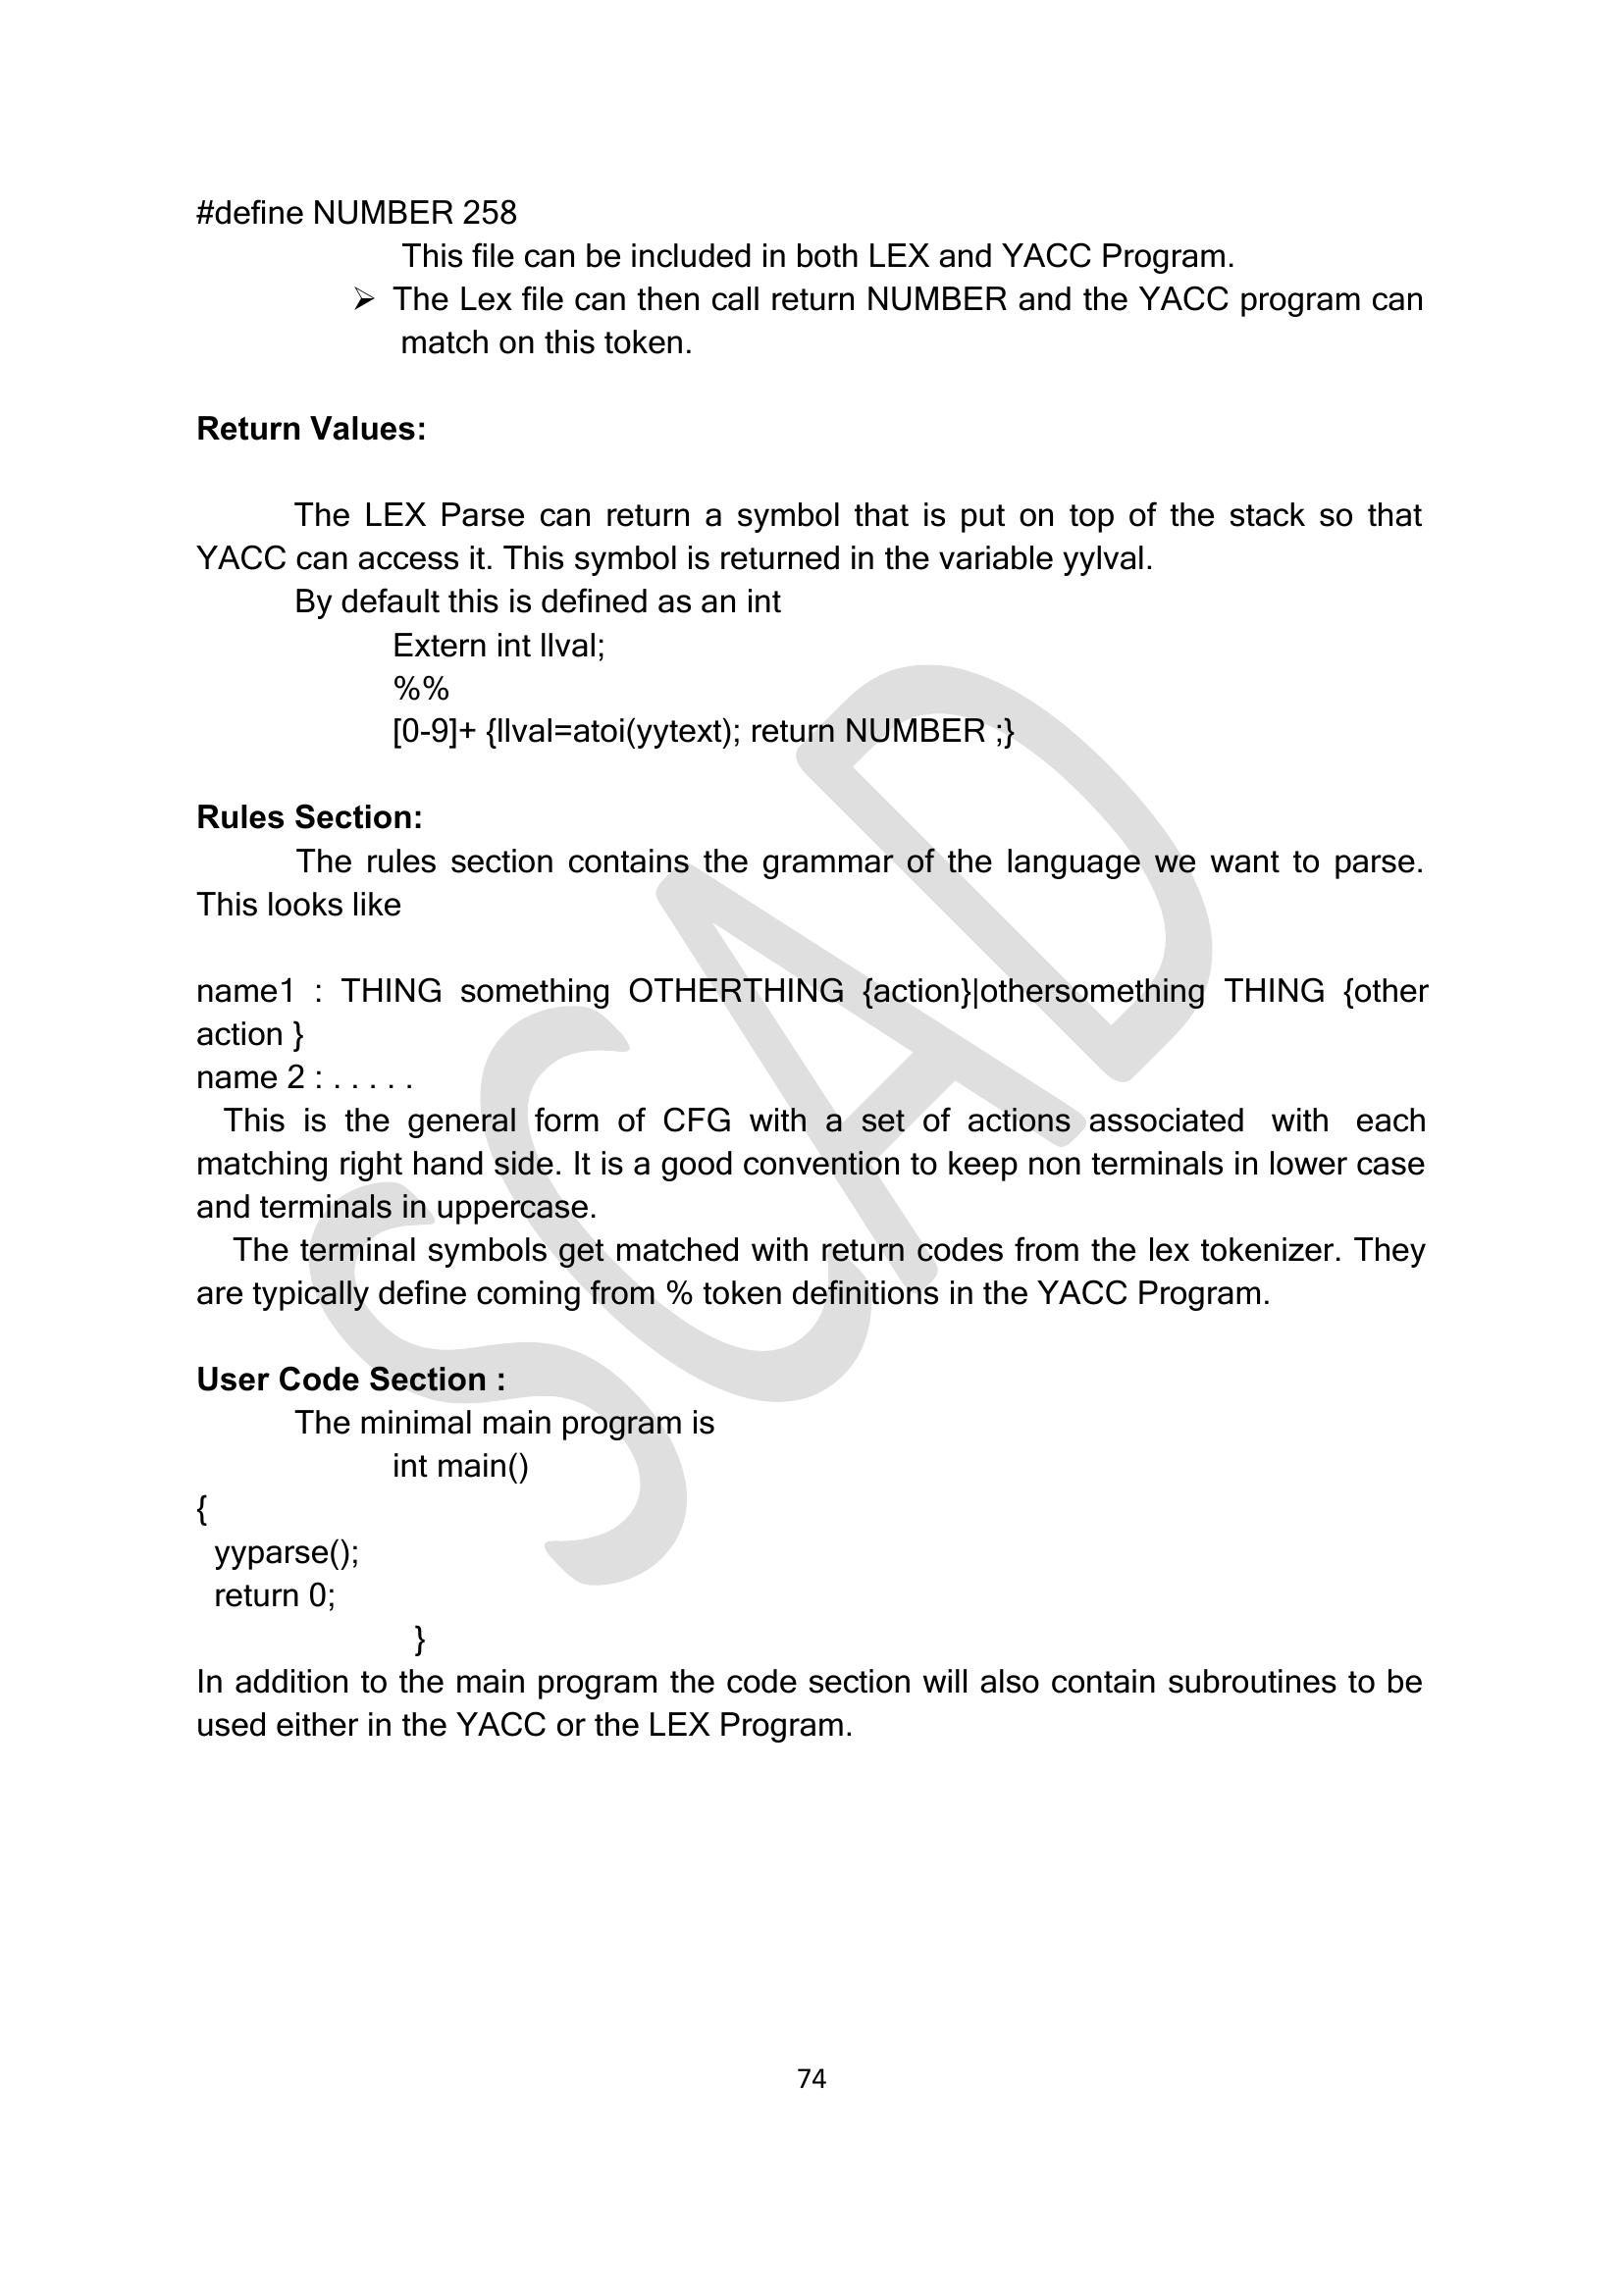 #define NUMBER 258
This file can be included in both LEX and YACC Program.
➢ The Lex file can then call return NUMBER and the YACC program can
match on this token.
Return Values:
The LEX Parse can return a symbol that is put on top of the stack so that
YACC can access it. This symbol is returned in the variable yylval.
By default this is defined as an int
Extern int llval;
%%
[0-9]+ {llval=atoi(yytext); return NUMBER ;}
Rules Section:
The rules section contains the grammar of the language we want to parse.
This looks like
name1 : THING something OTHERTHING {action}|othersomething THING {other
action }
name 2 : . . . . .
This is the general form of CFG with a set of actions associated with each
matching right hand side. It is a good convention to keep non terminals in lower case
and terminals in uppercase.
The terminal symbols get matched with return codes from the lex tokenizer. They
are typically define coming from % token definitions in the YACC Program.
User Code Section :
The minimal main program is
int main()
{
yyparse();
return 0;
}
In addition to the main program the code section will also contain subroutines to be
used either in the YACC or the LEX Program.
74
SCAD